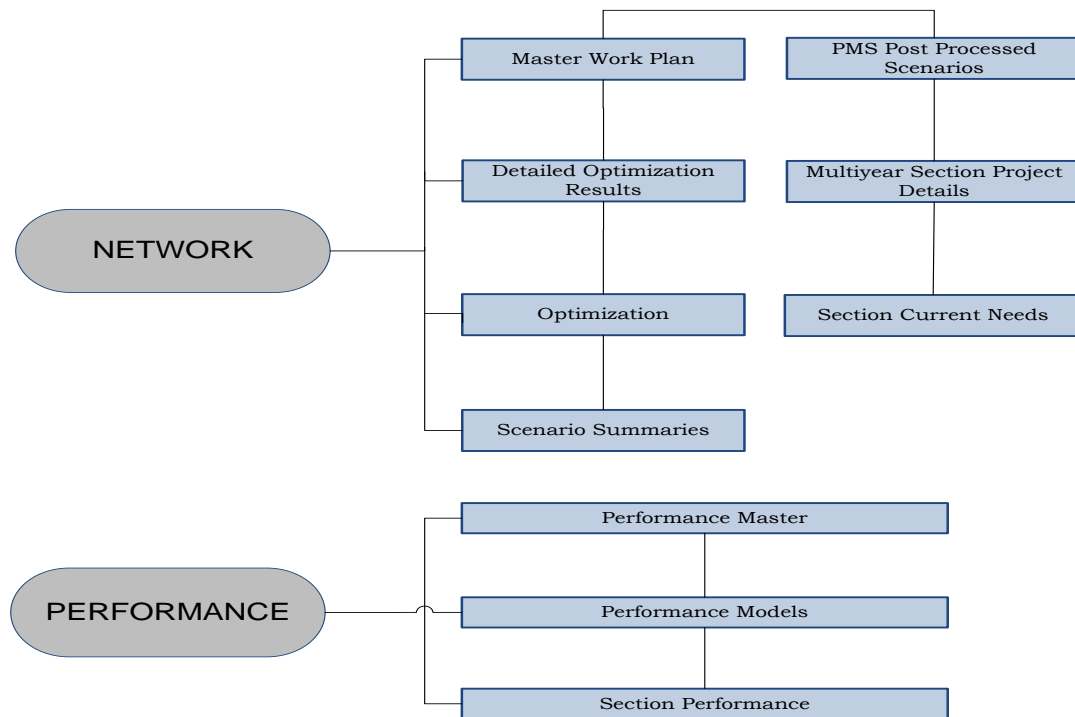 Master Work Plan
PMS Post Processed
Scenarios
Detailed Optimization
Results
Multiyear Section Project
Details
NETWORK
Optimization
Section Current Needs
Scenario Summaries
Performance Master
PERFORMANCE
Performance Models
Section Performance